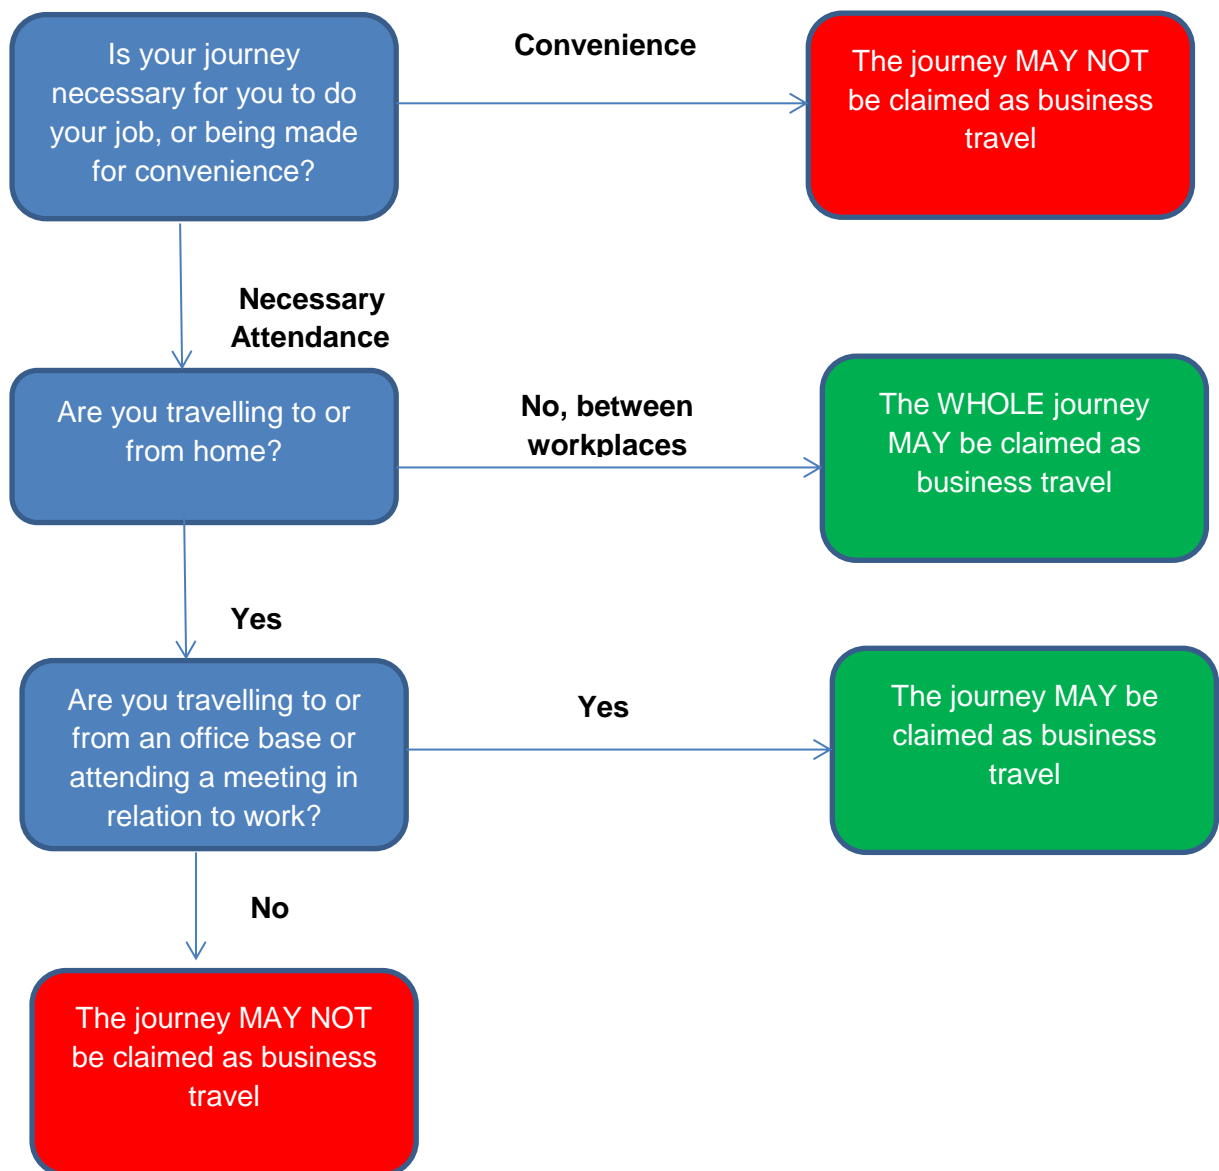 Is your journey
necessary for you to do
your job, or being made
for convenience?
Convenience
The journey MAY NOT
be claimed as business
travel
Necessary
Attendance
Are you travelling to or
from home?
No, between
workplaces
The WHOLE journey
MAY be claimed as
business travel
Yes
Are you travelling to or
from an office base or
attending a meeting in
relation to work?
Yes
The journey MAY be
claimed as business
travel
No
The journey MAY NOT
be claimed as business
travel